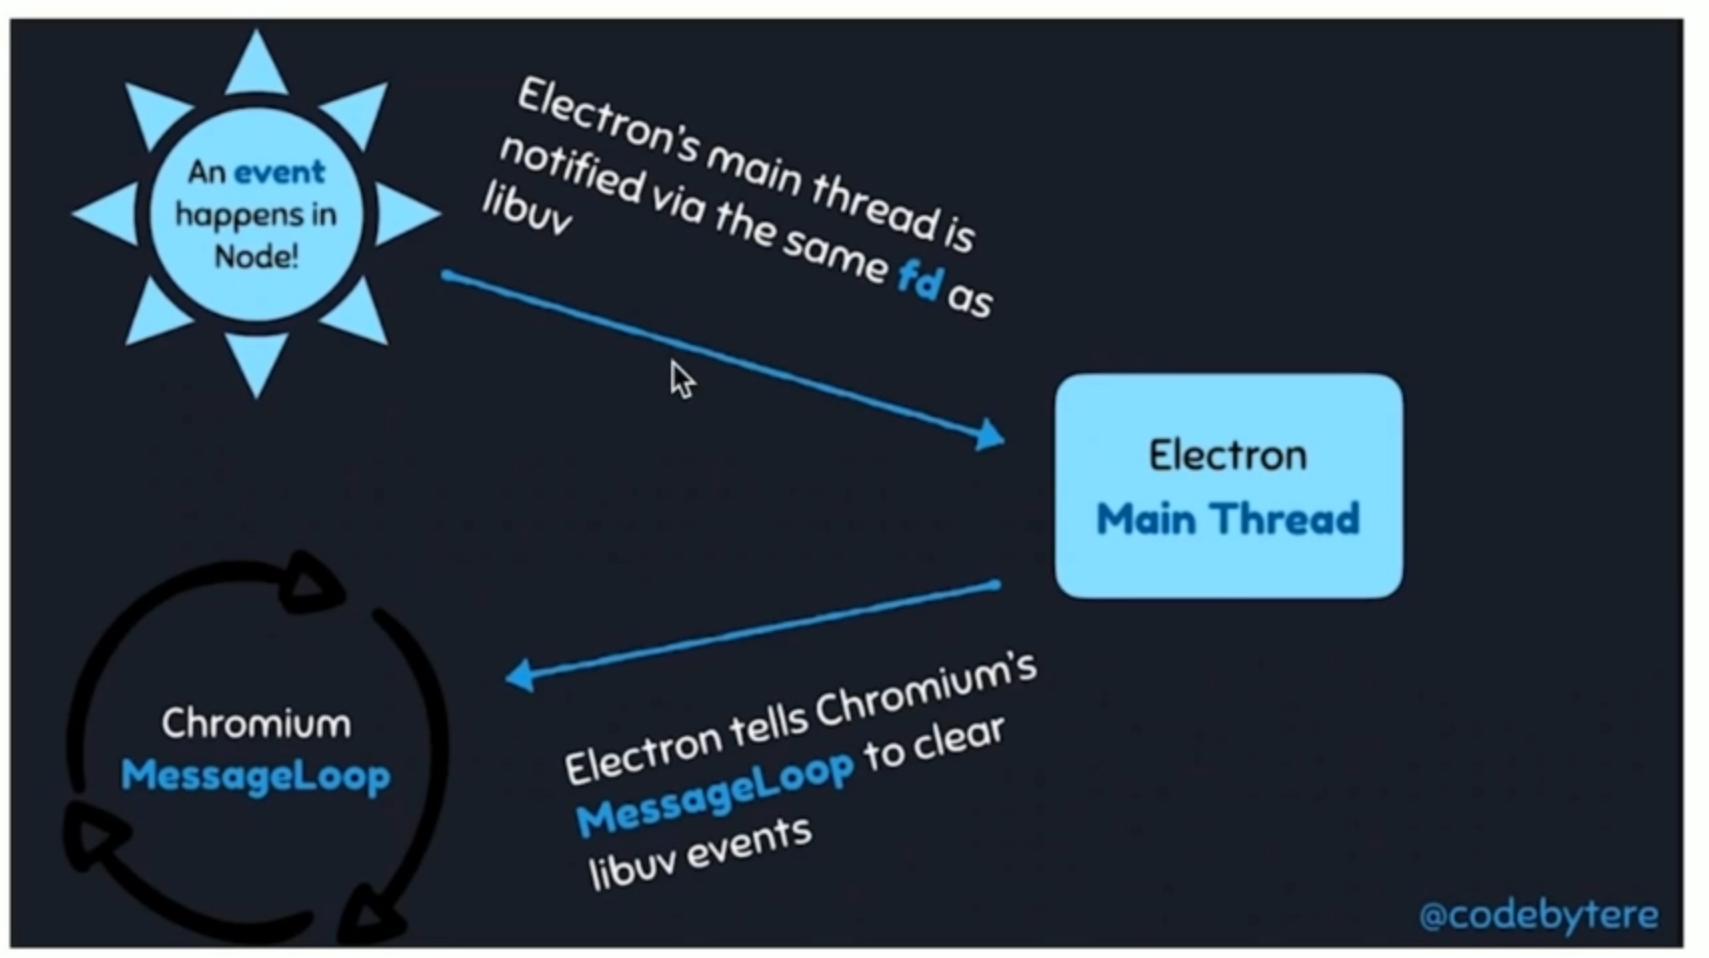 An event
happens in
Node!
Electron's main thread is
notified via the same fd as
libuv
Electron
Main Thread
Electron tells Chromium's
MessageLoop to clear
libuv events
Chromium
MessageLoop
@codebytere